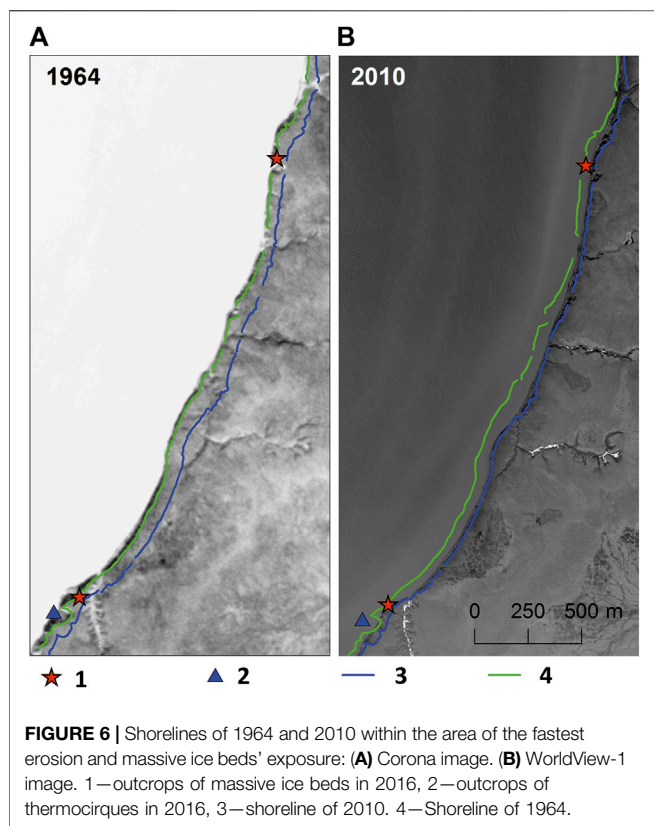 A
B
1964
2010
0 250 500 m
1
2
3
4
FIGURE 6 | Shorelines of 1964 and 2010 within the area of the fastest
erosion and massive ice beds' exposure: (A) Corona image. (B) WorldView-1
image. 1—outcrops of massive ice beds in 2016, 2—outcrops of
thermocirques in 2016, 3—shoreline of 2010. 4—Shoreline of 1964.